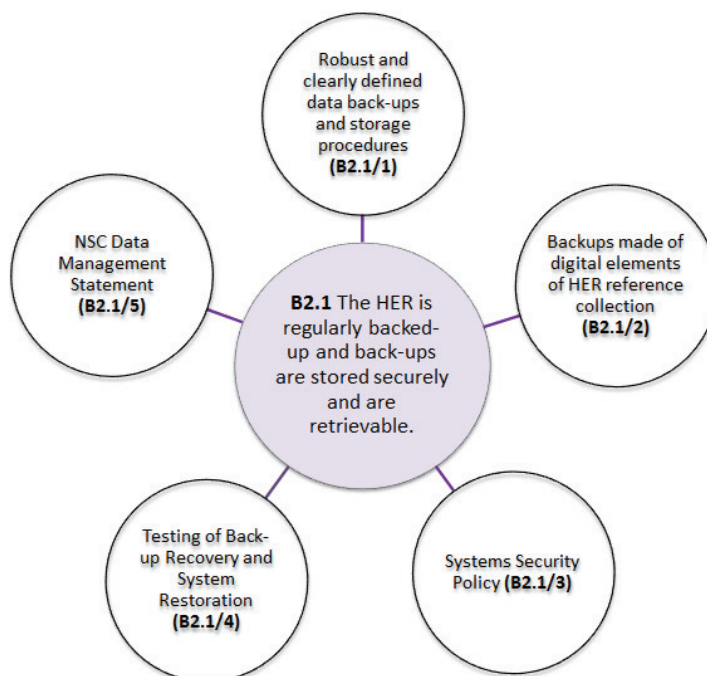 Robust and
clearly defined
data back-ups
and storage
procedures
(B2.1/1)
Backups made of
digital elements
of HER reference
collection
(B2.1/2)
Systems Security
Policy (B2.1/3)
Testing of Back-
up Recovery and
System
Restoration
(B2.1/4)
NSC Data
Management
Statement
(B2.1/5)
B2.1 The HER is
regularly backed-
up and back-ups
are stored securely
and are
retrievable.